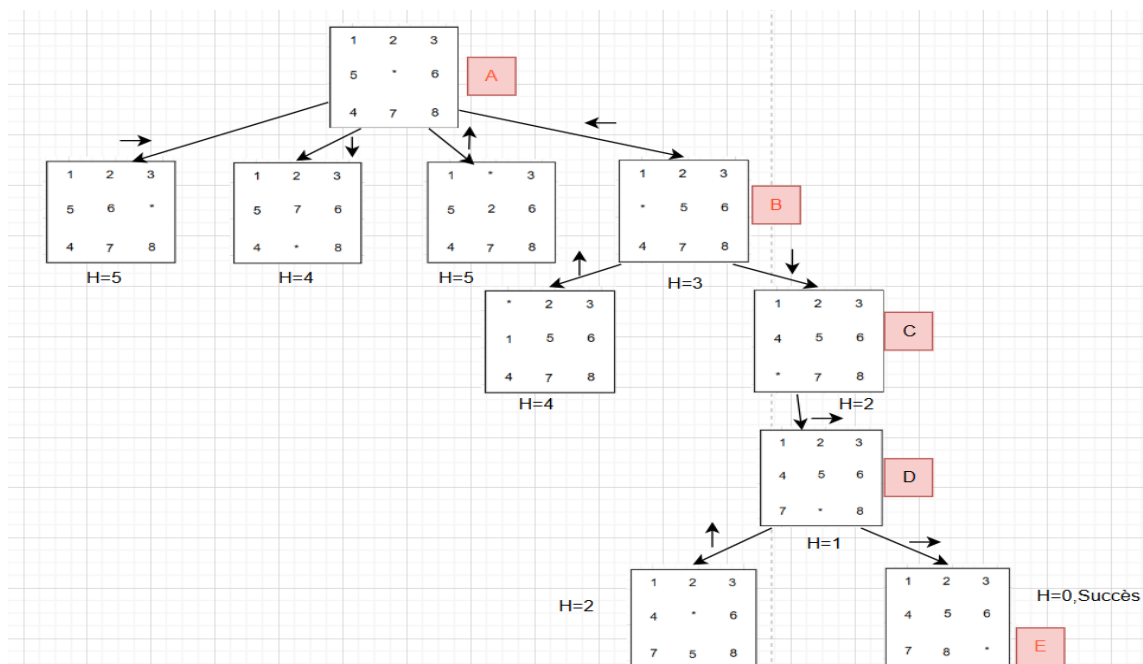 1 2 3
5 * 6
4 7 8
A
1 2 3
5 6 *
4 7 8
H=5
1 2 3
5 7 6
4 * 8
H=4
1 * 3
5 2 6
4 7 8
H=5
1 2 3
* 5 6
4 7 8
B
H=3
* 2 3
1 5 6
4 7 8
H=4
1 2 3
4 5 6
* 7 8
C
H=2
1 2 3
4 5 6
7 * 8
D
H=1
H=2
1 2 3
4 * 6
7 5 8
1 2 3
4 5 6
7 8 *
H=0,Succès
E